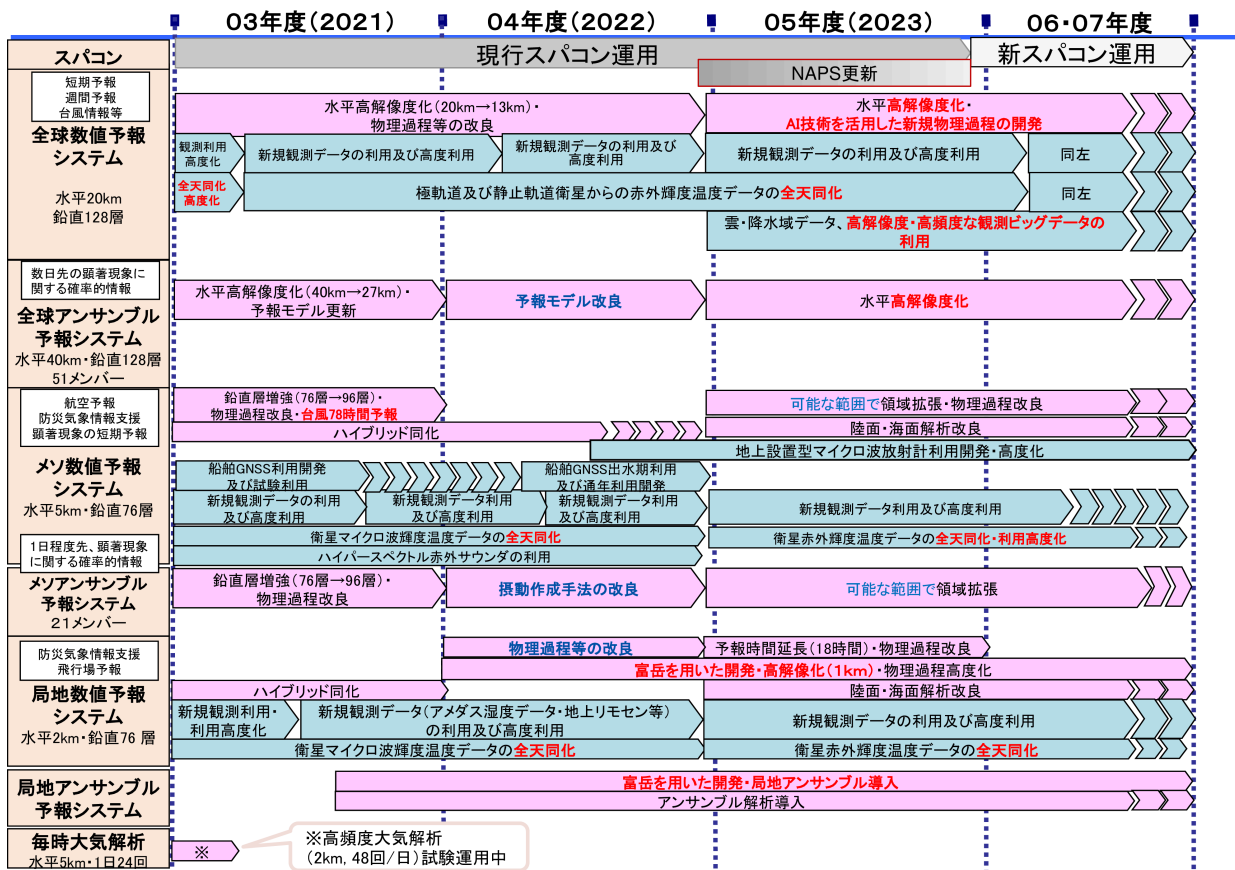 03年度(2021)
04年度(2022)
05年度(2023)
06・07年度
スパコン
現行スパコン運用
新スパコン運用
NAPS更新
短期予報
週間予報
台風情報等
全球数値予報
システム
水平20km
鉛直128層
水平高解像度化(20km→13km)・
物理過程等の改良
水平高解像度化・
AI技術を活用した新規物理過程の開発
観測利用
高度化
新規観測データの利用及び高度利用
新規観測データの利用及び
高度利用
新規観測データの利用及び高度利用
同左
全天同化
高度化
極軌道及び静止軌道衛星からの赤外輝度温度データの全天同化
同左
雲・降水域データ、高解像度・高頻度な観測ビッグデータの
利用
数日先の顕著現象に
関する確率的情報
全球アンサンブル
予報システム
水平40km・鉛直128層
51メンバー
水平高解像度化(40km→27km)・
予報モデル更新
予報モデル改良
水平高解像度化
航空予報
防災気象情報支援
顕著現象の短期予報
メソ数値予報
システム
水平5km・鉛直76層
鉛直層増強(76層→96層)・
物理過程改良・台風78時間予報
可能な範囲で領域拡張・物理過程改良
ハイブリッド同化
陸面・海面解析改良
地上設置型マイクロ波放射計利用開発・高度化
船舶GNSS利用開発
及び試験利用
船舶GNSS出水期利用
及び通年利用開発
新規観測データの利用
及び高度利用
新規観測データ利用
及び高度利用
新規観測データ利用
及び高度利用
新規観測データ利用及び高度利用
衛星マイクロ波輝度温度データの全天同化
衛星赤外輝度温度データの全天同化・利用高度化
ハイパースペクトル赤外サウンダの利用
1日程度先、顕著現象
に関する確率的情報
メソアンサンブル
予報システム
21メンバー
鉛直層増強(76層→96層)・
物理過程改良
摂動作成手法の改良
可能な範囲で領域拡張
防災気象情報支援
飛行場予報
局地数値予報
システム
水平2km・鉛直76 層
物理過程等の改良
予報時間延長(18時間)・物理過程改良
富岳を用いた開発・高解像化(1km)・物理過程高度化
ハイブリッド同化
陸面・海面解析改良
新規観測利用・
利用高度化
新規観測データ(アメダス湿度データ・地上リモセン等)
の利用及び高度利用
新規観測データの利用及び高度利用
衛星マイクロ波輝度温度データの全天同化
衛星赤外輝度温度データの全天同化
局地アンサンブル
予報システム
富岳を用いた開発・局地アンサンブル導入
アンサンブル解析導入
毎時大気解析
水平5km・1日24回
※
※高頻度大気解析
(2km, 48回/日)試験運用中